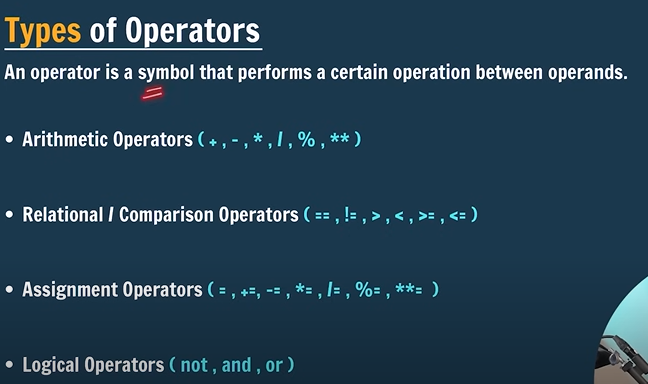 Types of Operators
An operator is a symbol that performs a certain operation between operands.
• Arithmetic Operators ( + , - , * , / , % , ** )
• Relational / Comparison Operators ( == , != , > , < , >= , <= )
• Assignment Operators ( = , +=, -= , *= , /= , %= , **= )
• Logical Operators ( not , and , or )